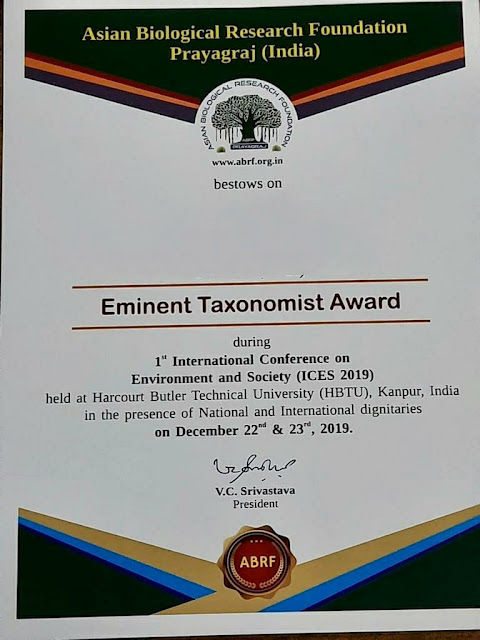 Asian Biological Research Foundation
Prayagraj (India)
ASIAN BIOLOGICAL RESEARCH FOUNDATION
ABRF
PRAYAGRAJ
www.abrf.org.in
bestows on
Eminent Taxonomist Award
during
1st International Conference on
Environment and Society (ICES 2019)
held at Harcourt Butler Technical University (HBTU), Kanpur, India
in the presence of National and International dignitaries
on December 22nd & 23rd, 2019.
V.C. Srivastava
President
ABRF